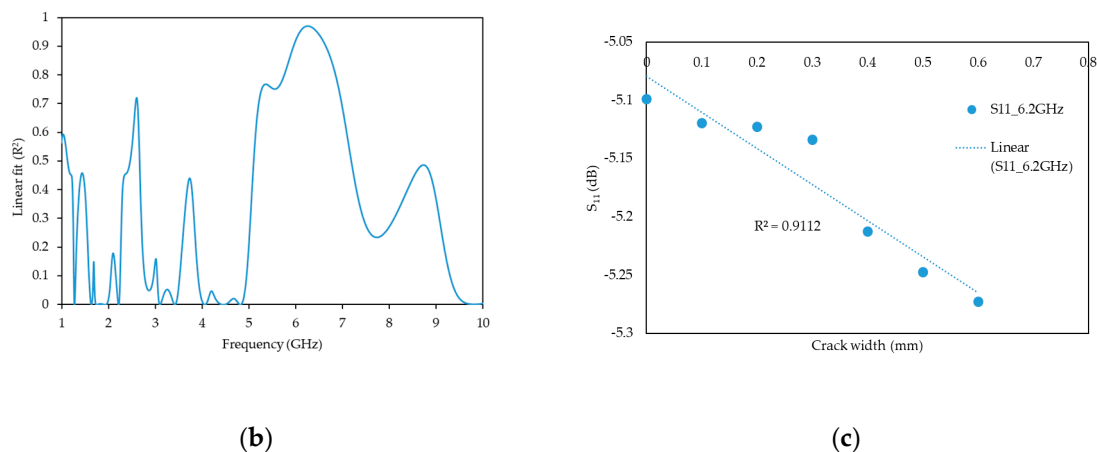 1
0.9
0.8
0.7
0.6
0.5
0.4
0.3
0.2
0.1
0
1 2 3 4 5 6 7 8 9 10
Linear fit (R²)
Frequency (GHz)
(b)
-5.05
-5.1
-5.15
-5.2
-5.25
-5.3
0 0.1 0.2 0.3 0.4 0.5 0.6 0.7 0.8
S11_6.2GHz
Linear
(S11_6.2GHz)
R² = 0.9112
S₁₁ (dB)
Crack width (mm)
(c)